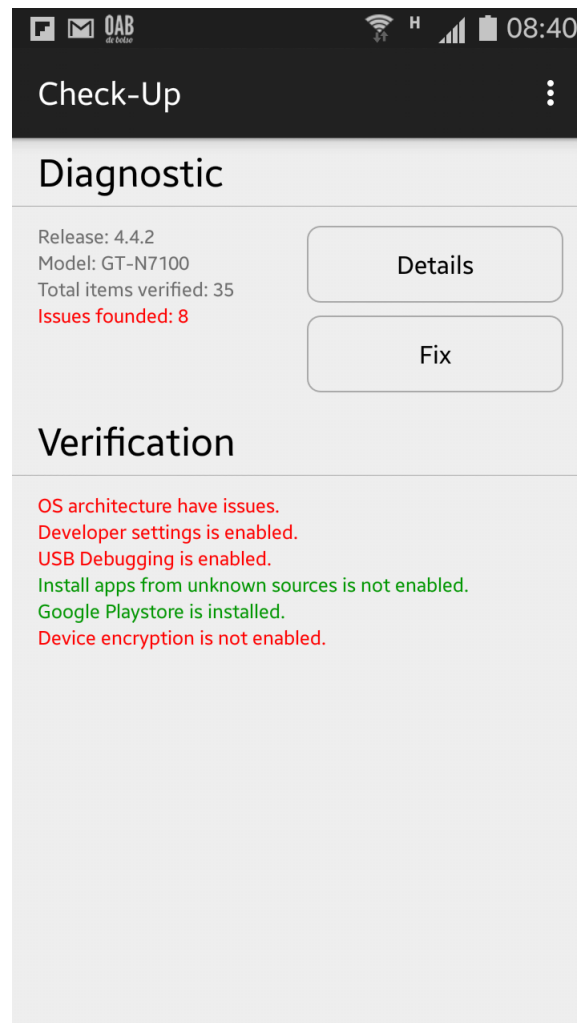 OAB
de bolso
H
08:40
Check-Up
Diagnostic
Release: 4.4.2
Model: GT-N7100
Total items verified: 35
Issues founded: 8
Details
Fix
Verification
OS architecture have issues.
Developer settings is enabled.
USB Debugging is enabled.
Install apps from unknown sources is not enabled.
Google Playstore is installed.
Device encryption is not enabled.